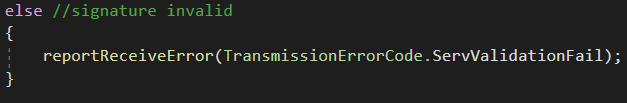 else //signature invalid
{
reportReceiveError(TransmissionErrorCode.ServValidationFail);
}